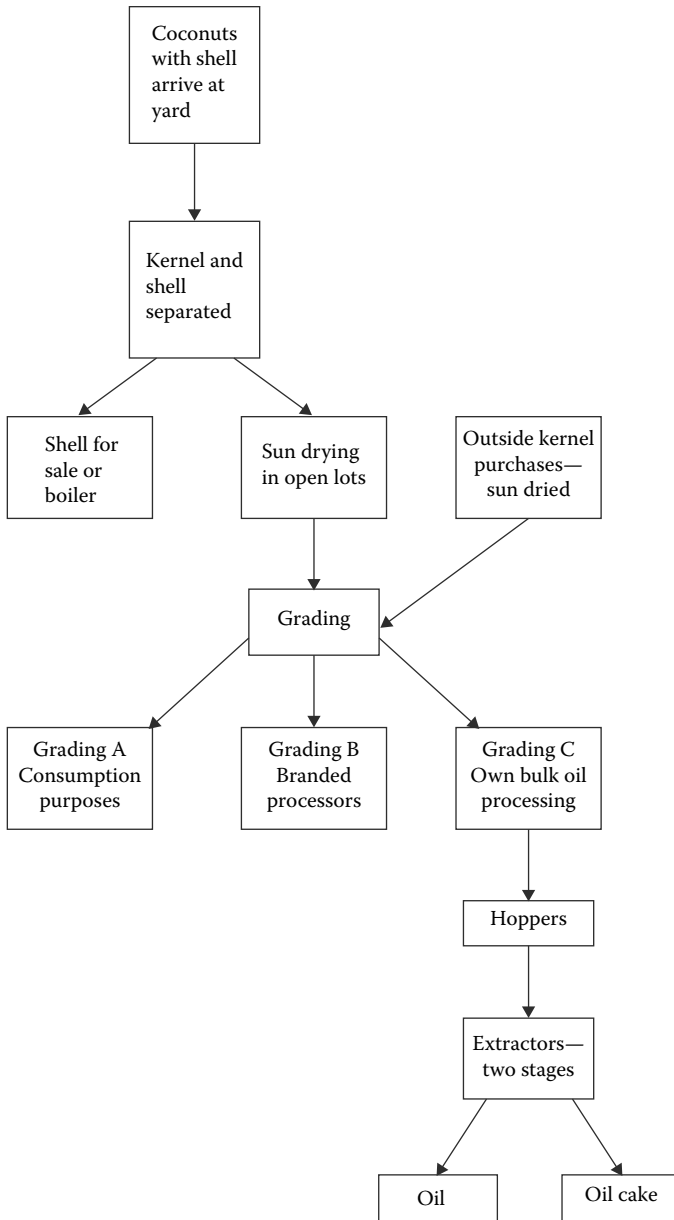 Coconuts
with shell
arrive at
yard
Kernel and
shell
separated
Shell for
sale or
boiler
Sun drying
in open lots
Outside kernel
purchases—
sun dried
Grading
Grading A
Consumption
purposes
Grading B
Branded
processors
Grading C
Own bulk oil
processing
Hoppers
Extractors—
two stages
Oil
Oil cake